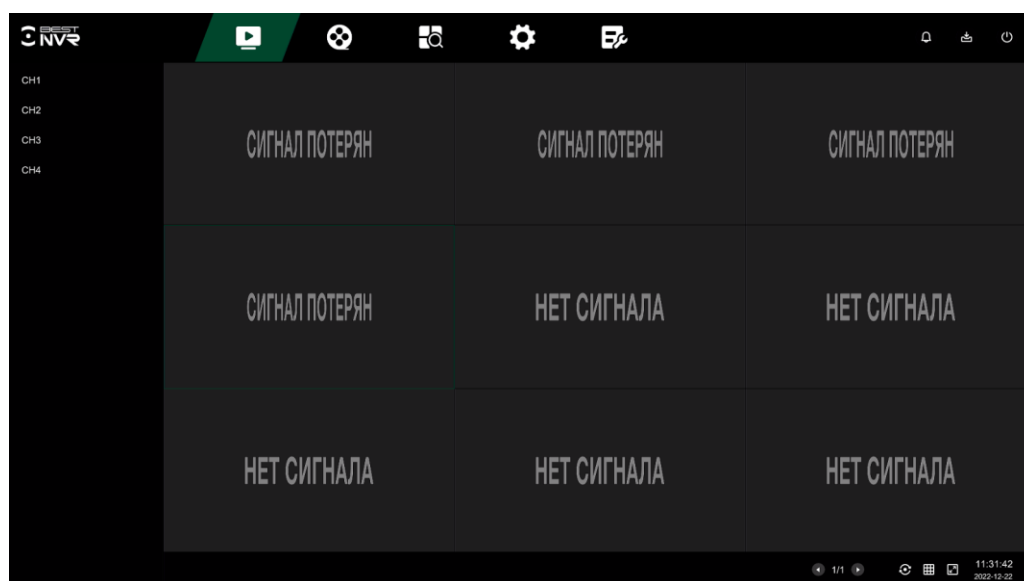 BEST
NVR
CH1
CH2
CH3
CH4
СИГНАЛ ПОТЕРЯН
СИГНАЛ ПОТЕРЯН
СИГНАЛ ПОТЕРЯН
СИГНАЛ ПОТЕРЯН
НЕТ СИГНАЛА
НЕТ СИГНАЛА
НЕТ СИГНАЛА
НЕТ СИГНАЛА
НЕТ СИГНАЛА
1/1
11:31:42
2022-12-22